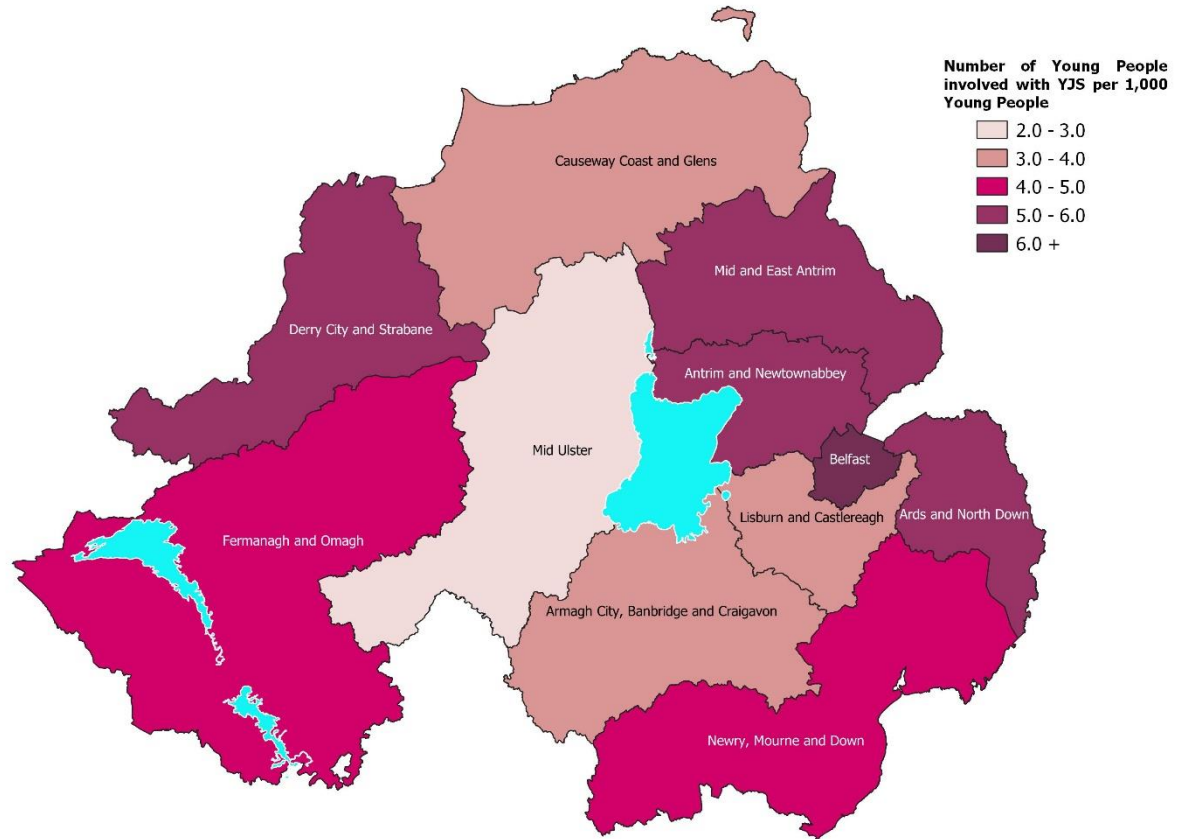 Number of Young People
involved with YJS per 1,000
Young People
2.0 - 3.0
3.0 - 4.0
4.0 - 5.0
5.0 - 6.0
6.0 +
Causeway Coast and Glens
Mid and East Antrim
Derry City and Strabane
Antrim and Newtownabbey
Mid Ulster
Belfast
Lisburn and Castlereagh
Ards and North Down
Fermanagh and Omagh
Armagh City, Banbridge and Craigavon
Newry, Mourne and Down